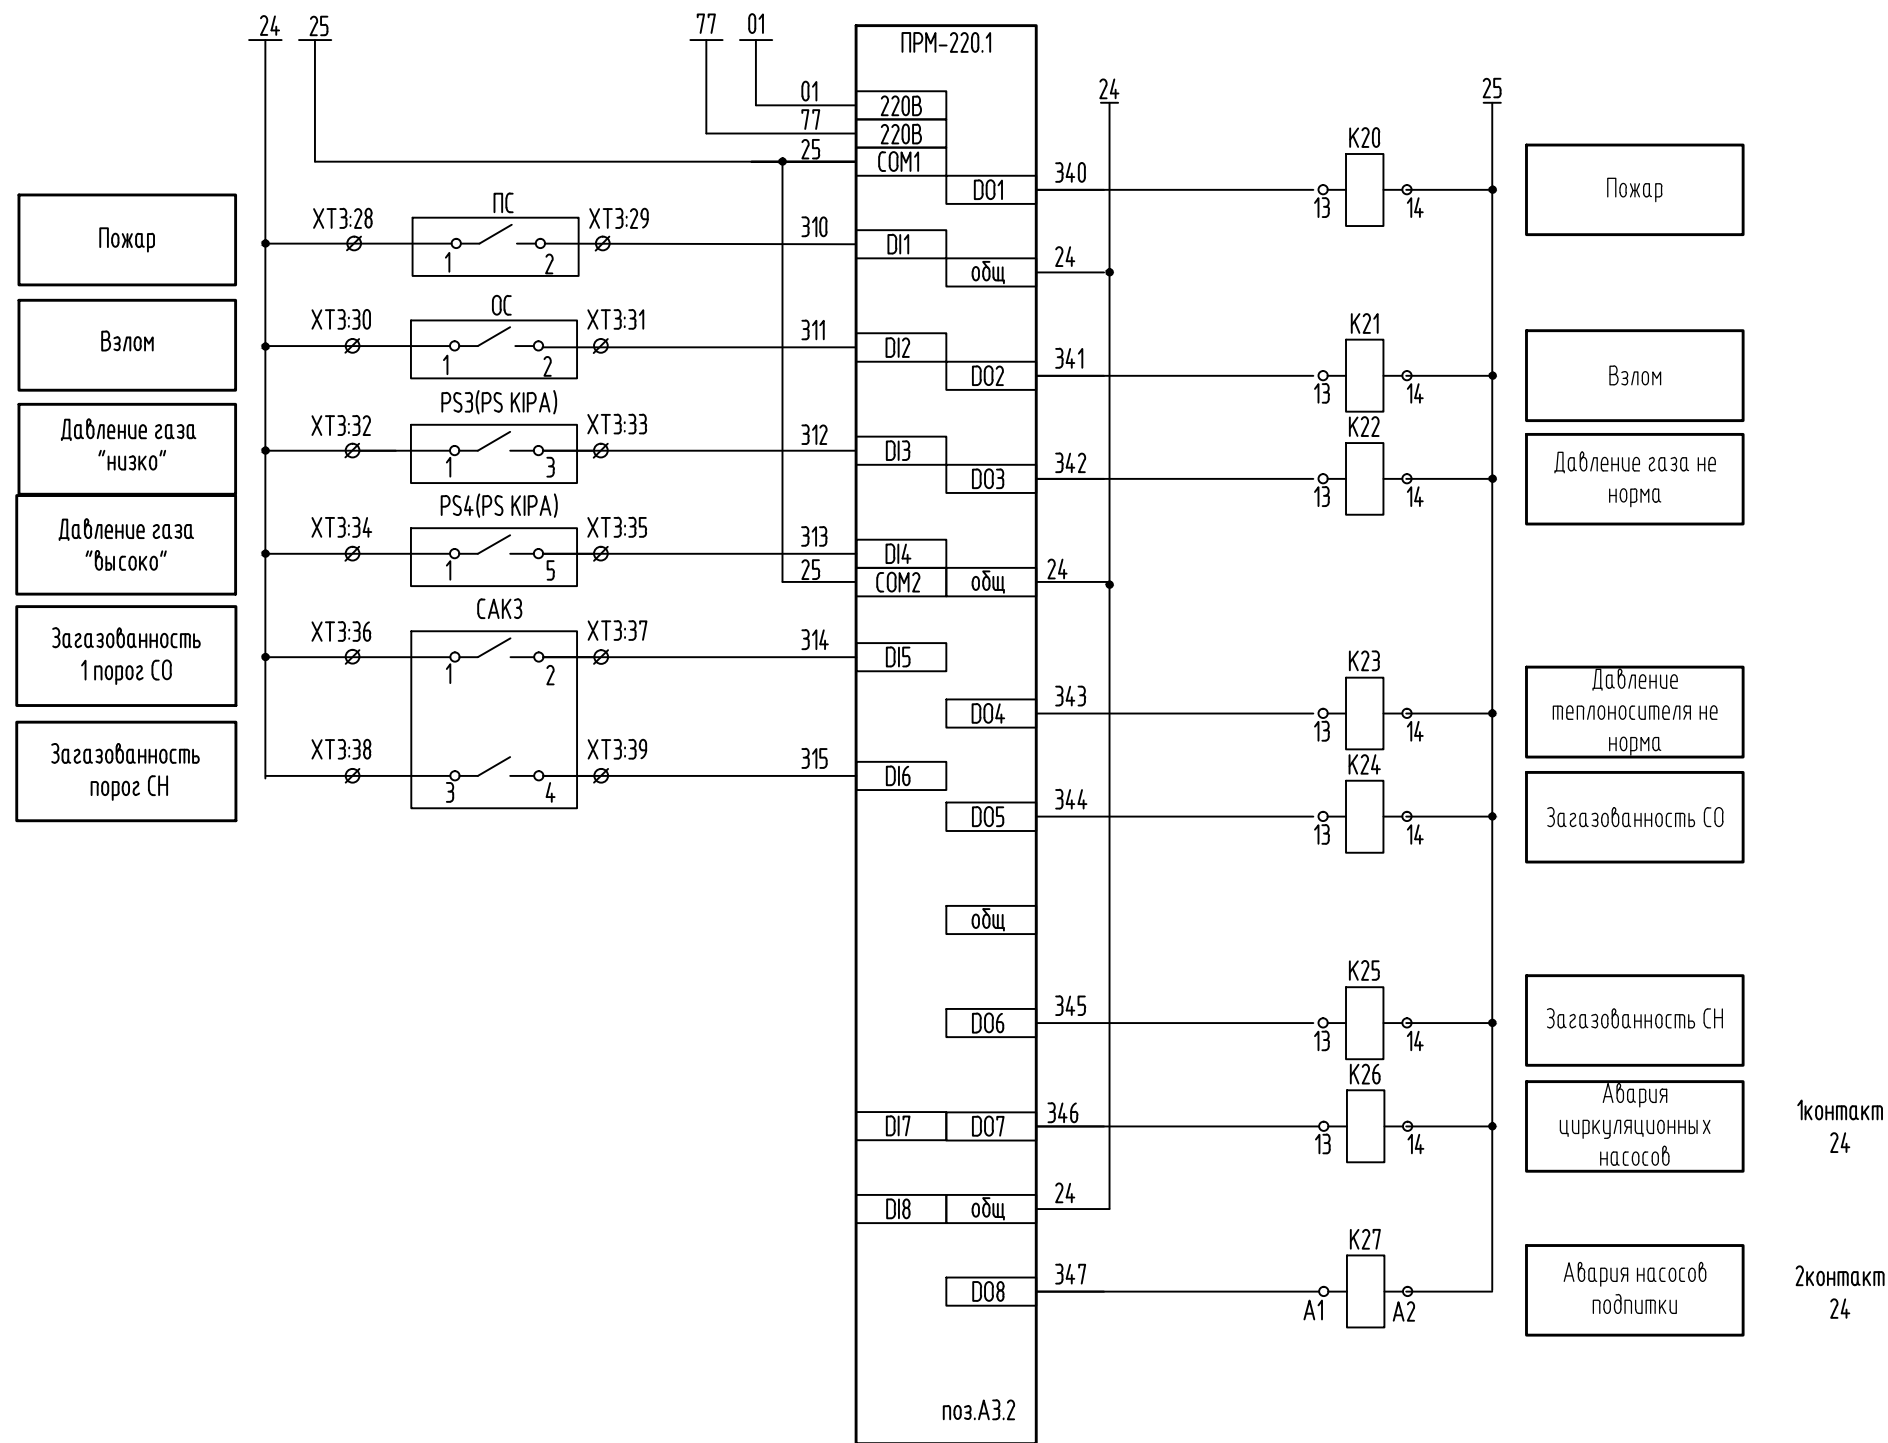 24 25 77 01
ПРМ-220.1
01
220В
77
220В
25
COM1
24
25
340
DO1
K20
13 14
Пожар
Пожар
XT3:28
ПС
1 2
XT3:29
310
DI1
общ
24
Взлом
XT3:30
ОС
1 2
XT3:31
311
DI2
DO2
341
K21
13 14
Взлом
Давление газа
"низко"
XT3:32
PS3(PS KIPA)
1 3
XT3:33
312
DI3
DO3
342
K22
13 14
Давление газа не
норма
Давление газа
"высоко"
XT3:34
PS4(PS KIPA)
1 5
XT3:35
313
DI4
25
COM2
общ
24
Загазованность
1 порог СО
XT3:36
САКЗ
1 2
XT3:37
314
DI5
DO4
343
K23
13 14
Давление
теплоносителя не
норма
Загазованность
порог СН
XT3:38
3 4
XT3:39
315
DI6
DO5
344
K24
13 14
Загазованность СО
общ
DO6
345
K25
13 14
Загазованность СН
DI7
DO7
346
K26
13 14
Авария
циркуляционных
насосов
1контакт
24
DI8
общ
24
DO8
347
K27
A1 A2
Авария насосов
подпитки
2контакт
24
поз.А3.2